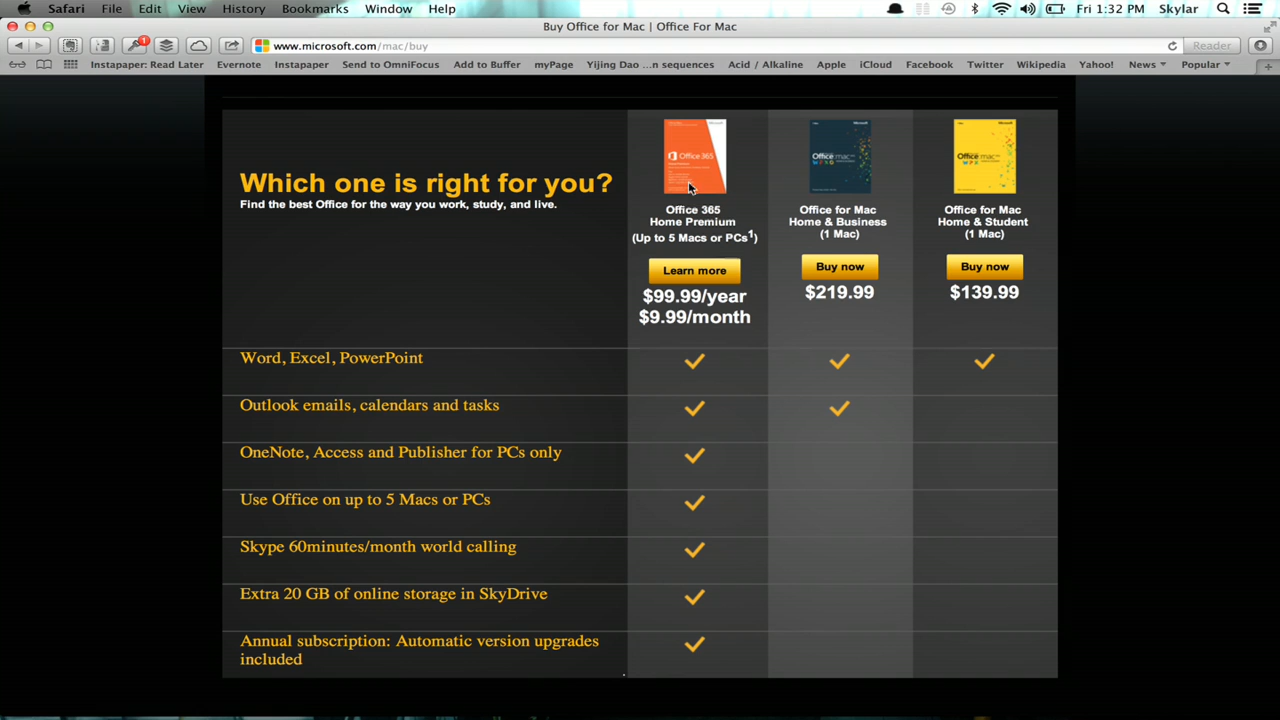 Safari File Edit View History Bookmarks Window Help Fri 1:32 PM Skylar
Buy Office for Mac | Office For Mac
1 www.microsoft.com/mac/buy Reader
Instapaper: Read Later Evernote Instapaper Send to OmniFocus Add to Buffer myPage Yijing Dao ...n sequences Acid / Alkaline Apple iCloud Facebook Twitter Wikipedia Yahoo! News Popular
Which one is right for you?
Find the best Office for the way you work, study, and live.
Office 365
Office 365
Home Premium
(Up to 5 Macs or PCs1)
Learn more
$99.99/year
$9.99/month
Office:mac
Office for Mac
Home & Business
(1 Mac)
Buy now
$219.99
Office:mac
Office for Mac
Home & Student
(1 Mac)
Buy now
$139.99
Word, Excel, PowerPoint
Outlook emails, calendars and tasks
OneNote, Access and Publisher for PCs only
Use Office on up to 5 Macs or PCs
Skype 60minutes/month world calling
Extra 20 GB of online storage in SkyDrive
Annual subscription: Automatic version upgrades
included